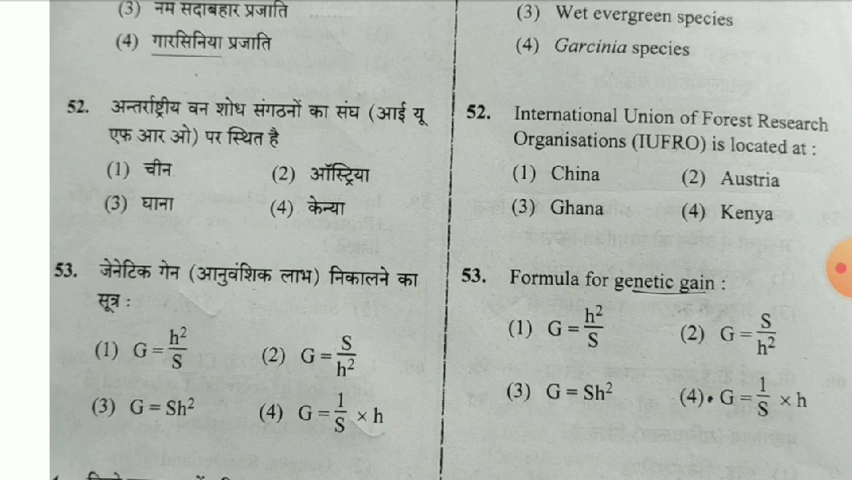 (3) नम सदाबहार प्रजाति
(4) गारसिनिया प्रजाति
52. अन्तर्राष्ट्रीय वन शोध संगठनों का संघ (आई यू
एफ आर ओ) पर स्थित है
(1) चीन (2) ऑस्ट्रिया
(3) घाना (4) केन्या
53. जेनेटिक गेन (आनुवंशिक लाभ) निकालने का
सूत्र :
(1) G = h²/S (2) G = S/h²
(3) G = Sh² (4) G = 1/S × h
(3) Wet evergreen species
(4) Garcinia species
52. International Union of Forest Research
Organisations (IUFRO) is located at :
(1) China (2) Austria
(3) Ghana (4) Kenya
53. Formula for genetic gain :
(1) G = h²/S (2) G = S/h²
(3) G = Sh² (4) G = 1/S × h